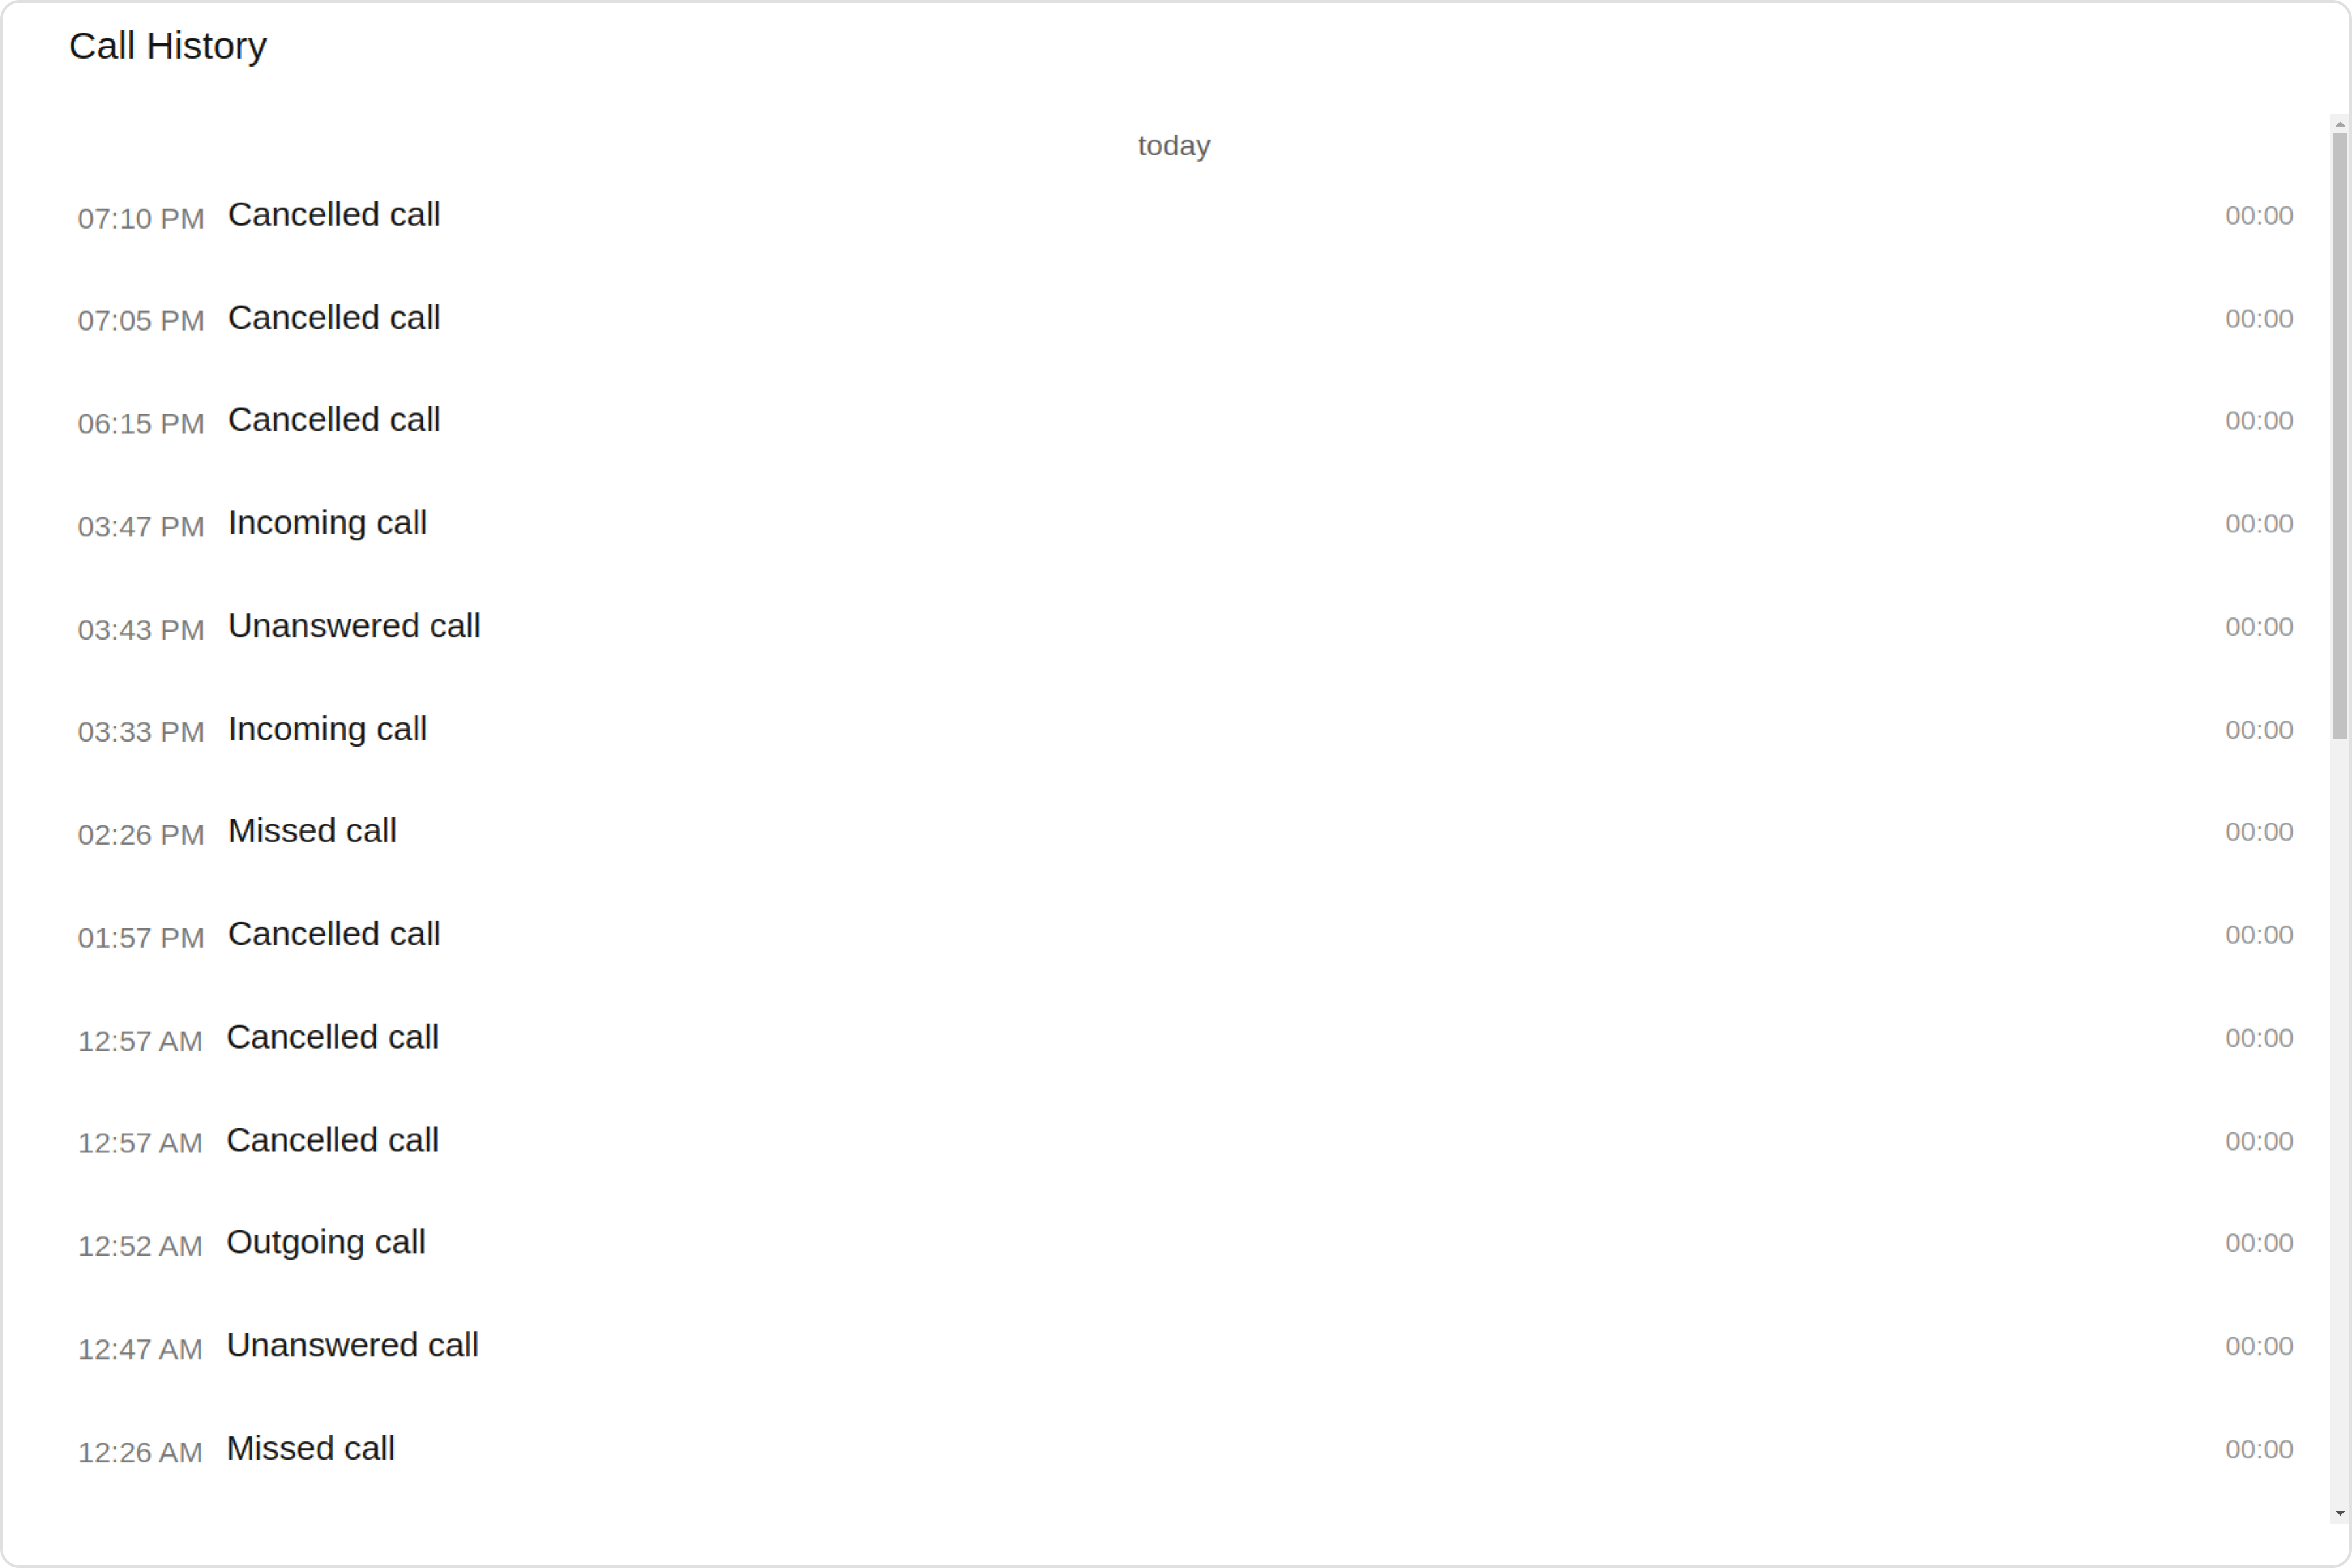 Call History
today
07:10 PM Cancelled call 00:00
07:05 PM Cancelled call 00:00
06:15 PM Cancelled call 00:00
03:47 PM Incoming call 00:00
03:43 PM Unanswered call 00:00
03:33 PM Incoming call 00:00
02:26 PM Missed call 00:00
01:57 PM Cancelled call 00:00
12:57 AM Cancelled call 00:00
12:57 AM Cancelled call 00:00
12:52 AM Outgoing call 00:00
12:47 AM Unanswered call 00:00
12:26 AM Missed call 00:00